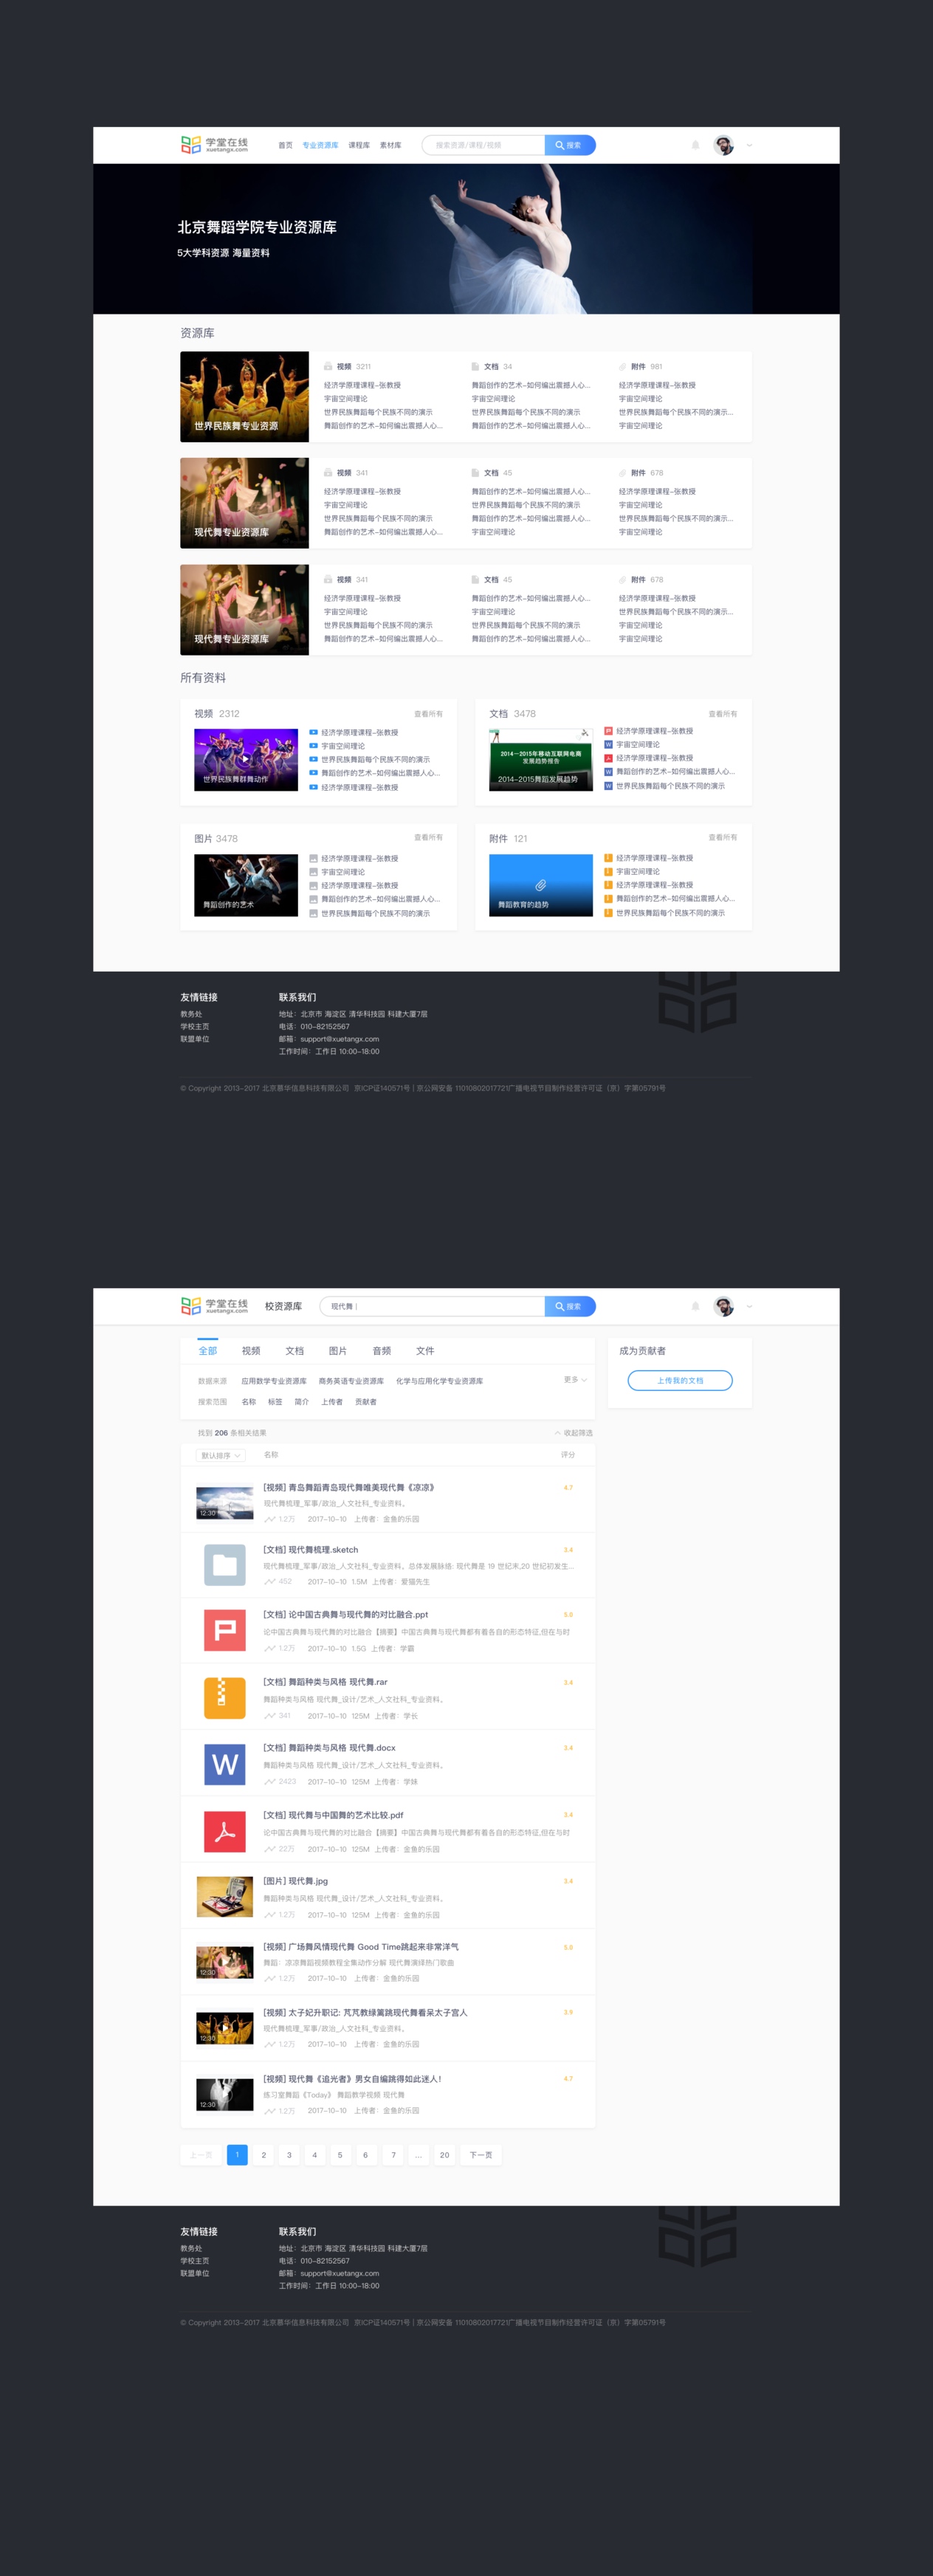 学堂在线
xuetangx.com
首页 专业资源库 课程库 素材库
搜索资源/课程/视频
搜索
北京舞蹈学院专业资源库
5大学科资源 海量资料
资源库
世界民族舞专业资源
视频 3211
经济学原理课程-张教授
宇宙空间理论
世界民族舞蹈每个民族不同的演示
舞蹈创作的艺术-如何编出震撼人心...
文档 34
舞蹈创作的艺术-如何编出震撼人心...
宇宙空间理论
世界民族舞蹈每个民族不同的演示
舞蹈创作的艺术-如何编出震撼人心...
附件 981
经济学原理课程-张教授
宇宙空间理论
世界民族舞蹈每个民族不同的演示...
宇宙空间理论
现代舞专业资源库
视频 341
经济学原理课程-张教授
宇宙空间理论
世界民族舞蹈每个民族不同的演示
舞蹈创作的艺术-如何编出震撼人心...
文档 45
舞蹈创作的艺术-如何编出震撼人心...
世界民族舞蹈每个民族不同的演示
舞蹈创作的艺术-如何编出震撼人心...
宇宙空间理论
附件 678
经济学原理课程-张教授
宇宙空间理论
世界民族舞蹈每个民族不同的演示...
宇宙空间理论
现代舞专业资源库
视频 341
经济学原理课程-张教授
宇宙空间理论
世界民族舞蹈每个民族不同的演示
舞蹈创作的艺术-如何编出震撼人心...
文档 45
舞蹈创作的艺术-如何编出震撼人心...
宇宙空间理论
世界民族舞蹈每个民族不同的演示
舞蹈创作的艺术-如何编出震撼人心...
附件 678
经济学原理课程-张教授
世界民族舞蹈每个民族不同的演示...
宇宙空间理论
宇宙空间理论
所有资料
视频 2312
查看所有
世界民族舞群舞动作
经济学原理课程-张教授
宇宙空间理论
世界民族舞蹈每个民族不同的演示
舞蹈创作的艺术-如何编出震撼人心...
经济学原理课程-张教授
文档 3478
查看所有
2014-2015年移动互联网电商
发展趋势报告
2014-2015舞蹈发展趋势
经济学原理课程-张教授
宇宙空间理论
经济学原理课程-张教授
舞蹈创作的艺术-如何编出震撼人心...
世界民族舞蹈每个民族不同的演示
图片 3478
查看所有
舞蹈创作的艺术
经济学原理课程-张教授
宇宙空间理论
经济学原理课程-张教授
舞蹈创作的艺术-如何编出震撼人心...
世界民族舞蹈每个民族不同的演示
附件 121
查看所有
舞蹈教育的趋势
经济学原理课程-张教授
宇宙空间理论
经济学原理课程-张教授
舞蹈创作的艺术-如何编出震撼人心...
世界民族舞蹈每个民族不同的演示
友情链接
教务处
学校主页
联盟单位
联系我们
地址：北京市 海淀区 清华科技园 科建大厦7层
电话：010-82152567
邮箱：support@xuetangx.com
工作时间：工作日 10:00-18:00
© Copyright 2013-2017 北京慕华信息科技有限公司 京ICP证140571号 | 京公网安备 11010802017721广播电视节目制作经营许可证（京）字第05791号
学堂在线
xuetangx.com
校资源库
现代舞 |
搜索
全部 视频 文档 图片 音频 文件
数据来源 应用数学专业资源库 商务英语专业资源库 化学与应用化学专业资源库 更多
搜索范围 名称 标签 简介 上传者 贡献者
成为贡献者
上传我的文档
找到 206 条相关结果
收起筛选
默认排序 名称 评分
[视频] 青岛舞蹈青岛现代舞唯美现代舞《凉凉》 4.7
现代舞梳理_军事/政治_人文社科_专业资料。
12:30
1.2万 2017-10-10 上传者：金鱼的乐园
[文档] 现代舞梳理.sketch 3.4
现代舞梳理_军事/政治_人文社科_专业资料。总体发展脉络: 现代舞是 19 世纪末,20 世纪初发生...
452 2017-10-10 1.5M 上传者：爱猫先生
[文档] 论中国古典舞与现代舞的对比融合.ppt 5.0
论中国古典舞与现代舞的对比融合【摘要】中国古典舞与现代舞都有着各自的形态特征,但在与时
1.2万 2017-10-10 1.5G 上传者：学霸
[文档] 舞蹈种类与风格 现代舞.rar 3.4
舞蹈种类与风格 现代舞_设计/艺术_人文社科_专业资料。
341 2017-10-10 125M 上传者：学长
[文档] 舞蹈种类与风格 现代舞.docx 3.4
舞蹈种类与风格 现代舞_设计/艺术_人文社科_专业资料。
2423 2017-10-10 125M 上传者：学妹
[文档] 现代舞与中国舞的艺术比较.pdf 3.4
论中国古典舞与现代舞的对比融合【摘要】中国古典舞与现代舞都有着各自的形态特征,但在与时
22万 2017-10-10 125M 上传者：金鱼的乐园
[图片] 现代舞.jpg 3.4
舞蹈种类与风格 现代舞_设计/艺术_人文社科_专业资料。
1.2万 2017-10-10 125M 上传者：金鱼的乐园
[视频] 广场舞风情现代舞 Good Time跳起来非常洋气 5.0
舞蹈：凉凉舞蹈视频教程全集动作分解 现代舞演绎热门歌曲
12:30
1.2万 2017-10-10 上传者：金鱼的乐园
[视频] 太子妃升职记: 芃芃教绿篱跳现代舞看呆太子宫人 3.9
现代舞梳理_军事/政治_人文社科_专业资料。
12:30
1.2万 2017-10-10 上传者：金鱼的乐园
[视频] 现代舞《追光者》男女自编跳得如此迷人！ 4.7
练习室舞蹈《Today》 舞蹈教学视频 现代舞
12:30
1.2万 2017-10-10 上传者：金鱼的乐园
上一页 1 2 3 4 5 6 7 ... 20 下一页
友情链接
教务处
学校主页
联盟单位
联系我们
地址：北京市 海淀区 清华科技园 科建大厦7层
电话：010-82152567
邮箱：support@xuetangx.com
工作时间：工作日 10:00-18:00
© Copyright 2013-2017 北京慕华信息科技有限公司 京ICP证140571号 | 京公网安备 11010802017721广播电视节目制作经营许可证（京）字第05791号